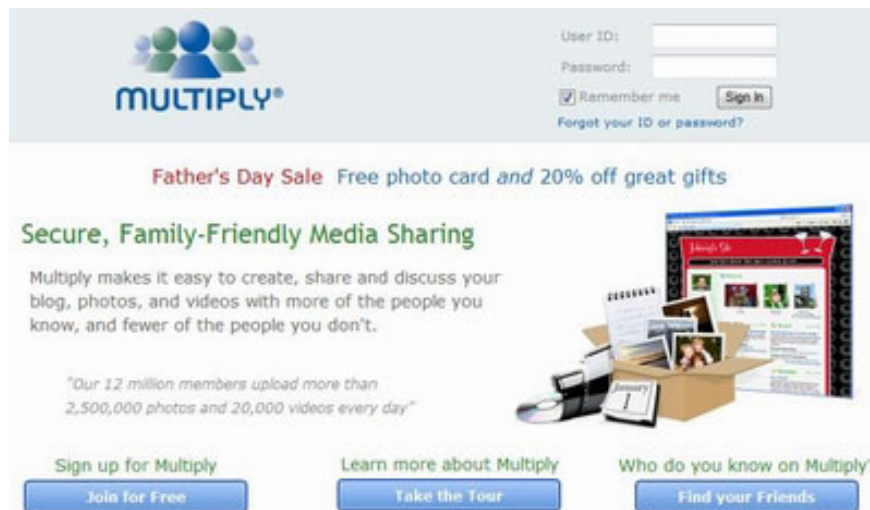 MULTIPLY®
User ID:
Password:
Remember me
Sign In
Forgot your ID or password?
Father's Day Sale Free photo card and 20% off great gifts
Secure, Family-Friendly Media Sharing
Multiply makes it easy to create, share and discuss your
blog, photos, and videos with more of the people you
know, and fewer of the people you don't.
"Our 12 million members upload more than
2,500,000 photos and 20,000 videos every day"
January
1
Sign up for Multiply
Join for Free
Learn more about Multiply
Take the Tour
Who do you know on Multiply?
Find your Friends